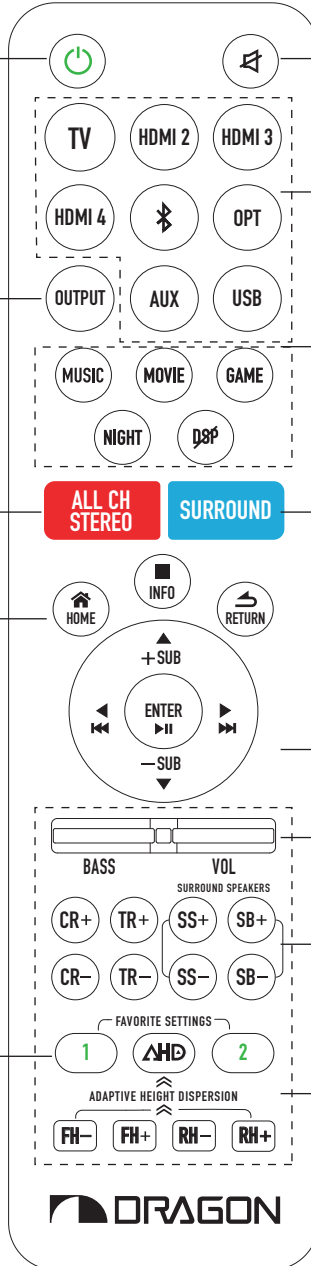 TV
HDMI 2
HDMI 3
HDMI 4
OPT
OUTPUT
AUX
USB
MUSIC
MOVIE
GAME
NIGHT
DSP
ALL CH
STEREO
SURROUND
INFO
HOME
RETURN
+SUB
ENTER
−SUB
BASS
VOL
SURROUND SPEAKERS
CR+
TR+
SS+
SB+
CR−
TR−
SS−
SB−
FAVORITE SETTINGS
1
AHD
2
ADAPTIVE HEIGHT DISPERSION
FH−
FH+
RH−
RH+
DRAGON